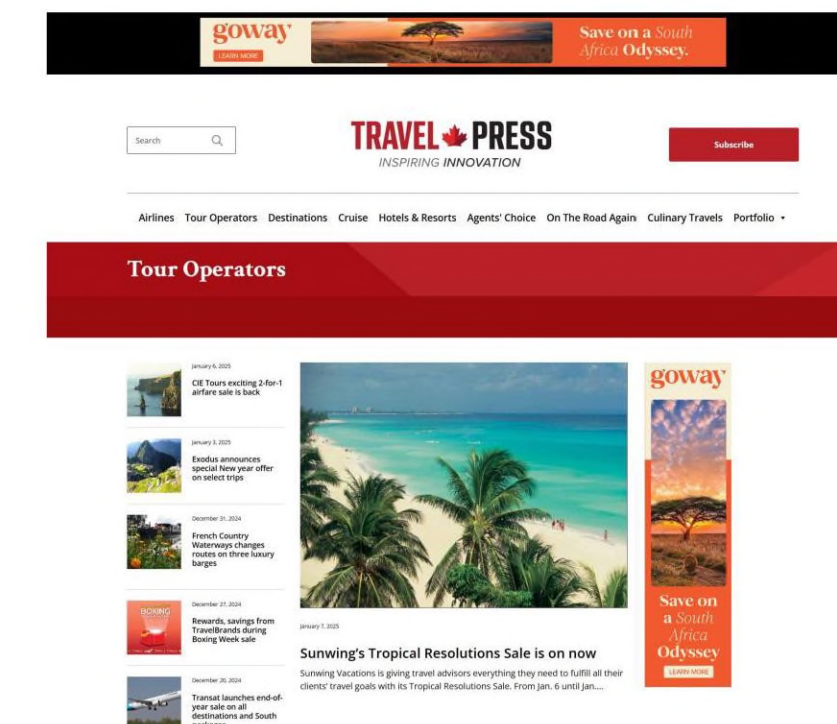 goway
LEARN MORE
Save on a South
Africa Odyssey.
Search
TRAVEL PRESS
INSPIRING INNOVATION
Subscribe
Airlines Tour Operators Destinations Cruise Hotels & Resorts Agents' Choice On The Road Again Culinary Travels Portfolio
Tour Operators
January 6, 2025
CIE Tours exciting 2-for-1
airfare sale is back
January 3, 2025
Exodus announces
special New year offer
on select trips
December 31, 2024
French Country
Waterways changes
routes on three luxury
barges
BOXING
December 27, 2024
Rewards, savings from
TravelBrands during
Boxing Week sale
December 20, 2024
Transat launches end-of-
year sale on all
destinations and South
January 7, 2025
Sunwing's Tropical Resolutions Sale is on now
Sunwing Vacations is giving travel advisors everything they need to fulfill all their
clients' travel goals with its Tropical Resolutions Sale. From Jan. 6 until Jan....
goway
Save on
a South
Africa
Odyssey
LEARN MORE